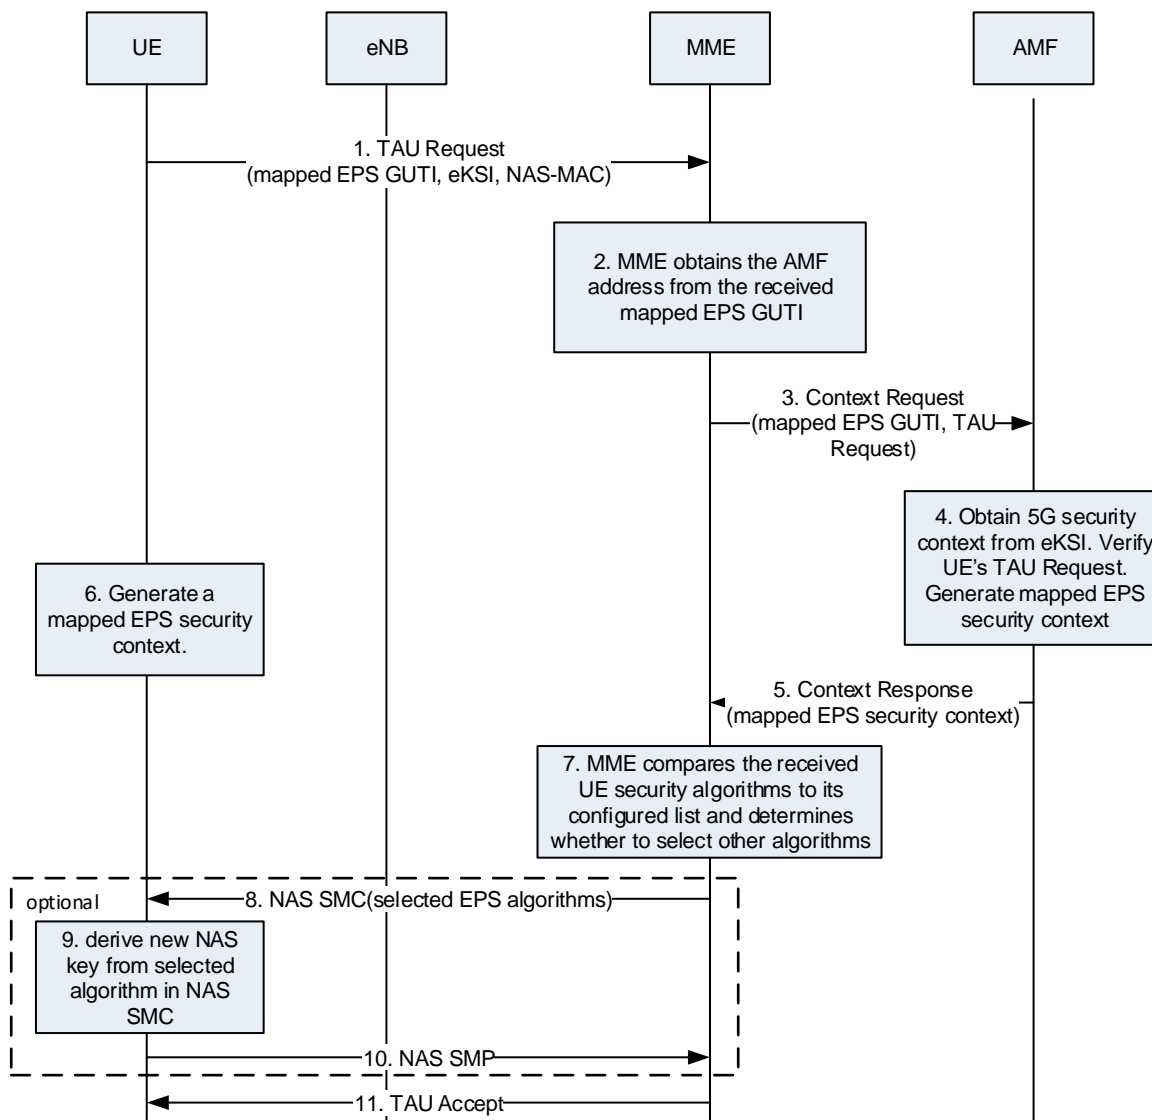 UE
eNB
MME
AMF
1. TAU Request
(mapped EPS GUTI, eKSI, NAS-MAC)
2. MME obtains the AMF
address from the received
mapped EPS GUTI
3. Context Request
(mapped EPS GUTI, TAU
Request)
4. Obtain 5G security
context from eKSI. Verify
UE's TAU Request.
Generate mapped EPS
security context
6. Generate a
mapped EPS security
context.
5. Context Response
(mapped EPS security context)
7. MME compares the received
UE security algorithms to its
configured list and determines
whether to select other algorithms
optional
8. NAS SMC(selected EPS algorithms)
9. derive new NAS
key from selected
algorithm in NAS
SMC
10. NAS SMP
11. TAU Accept